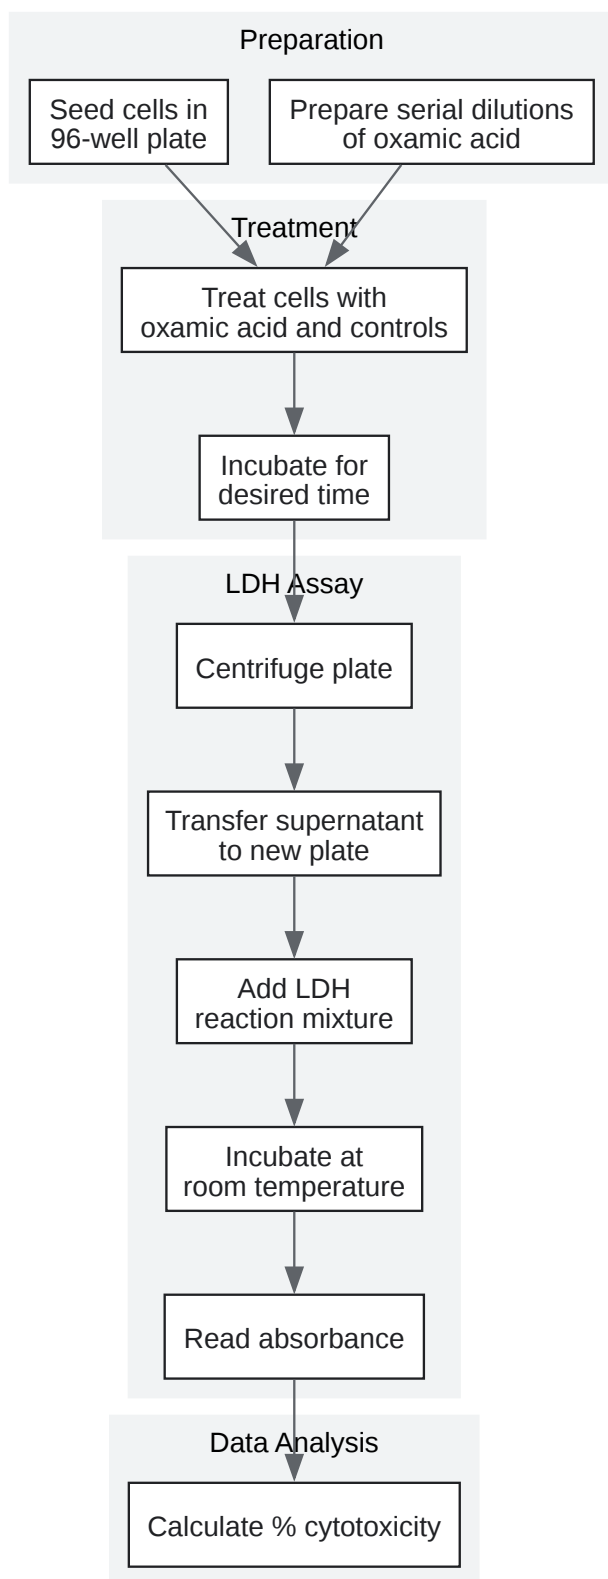 Preparation
Seed cells in
96-well plate
Prepare serial dilutions
of oxamic acid
Treatment
Treat cells with
oxamic acid and controls
Incubate for
desired time
LDH Assay
Centrifuge plate
Transfer supernatant
to new plate
Add LDH
reaction mixture
Incubate at
room temperature
Read absorbance
Data Analysis
Calculate % cytotoxicity